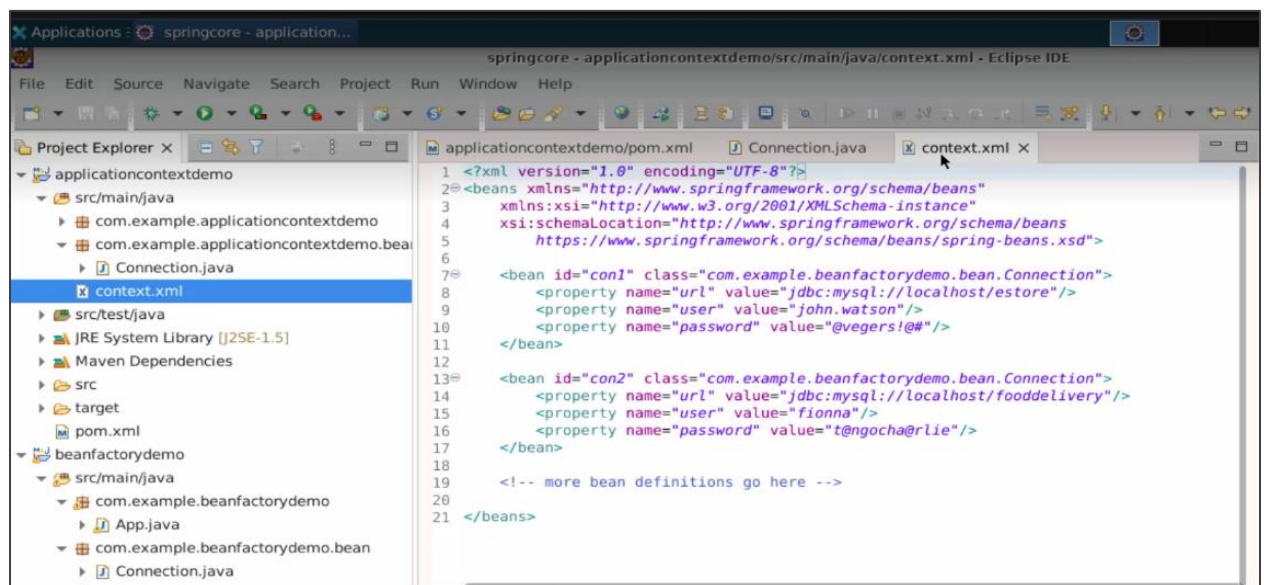 Applications : springcore - application...
springcore - applicationcontextdemo/src/main/java/context.xml - Eclipse IDE
File Edit Source Navigate Search Project Run Window Help
Project Explorer
applicationcontextdemo/pom.xml Connection.java context.xml
applicationcontextdemo
src/main/java
com.example.applicationcontextdemo
com.example.applicationcontextdemo.bea
Connection.java
context.xml
src/test/java
JRE System Library [J2SE-1.5]
Maven Dependencies
src
target
pom.xml
beanfactorydemo
src/main/java
com.example.beanfactorydemo
App.java
com.example.beanfactorydemo.bean
Connection.java
1 <?xml version="1.0" encoding="UTF-8"?>
2 <beans xmlns="http://www.springframework.org/schema/beans"
3 xmlns:xsi="http://www.w3.org/2001/XMLSchema-instance"
4 xsi:schemaLocation="http://www.springframework.org/schema/beans
5 https://www.springframework.org/schema/beans/spring-beans.xsd">
6
7 <bean id="con1" class="com.example.beanfactorydemo.bean.Connection">
8 <property name="url" value="jdbc:mysql://localhost/estore"/>
9 <property name="user" value="john.watson"/>
10 <property name="password" value="@vegers!@#"/>
11 </bean>
12
13 <bean id="con2" class="com.example.beanfactorydemo.bean.Connection">
14 <property name="url" value="jdbc:mysql://localhost/fooddelivery"/>
15 <property name="user" value="fionna"/>
16 <property name="password" value="t@ngocha@rlie"/>
17 </bean>
18
19 <!-- more bean definitions go here -->
20
21 </beans>